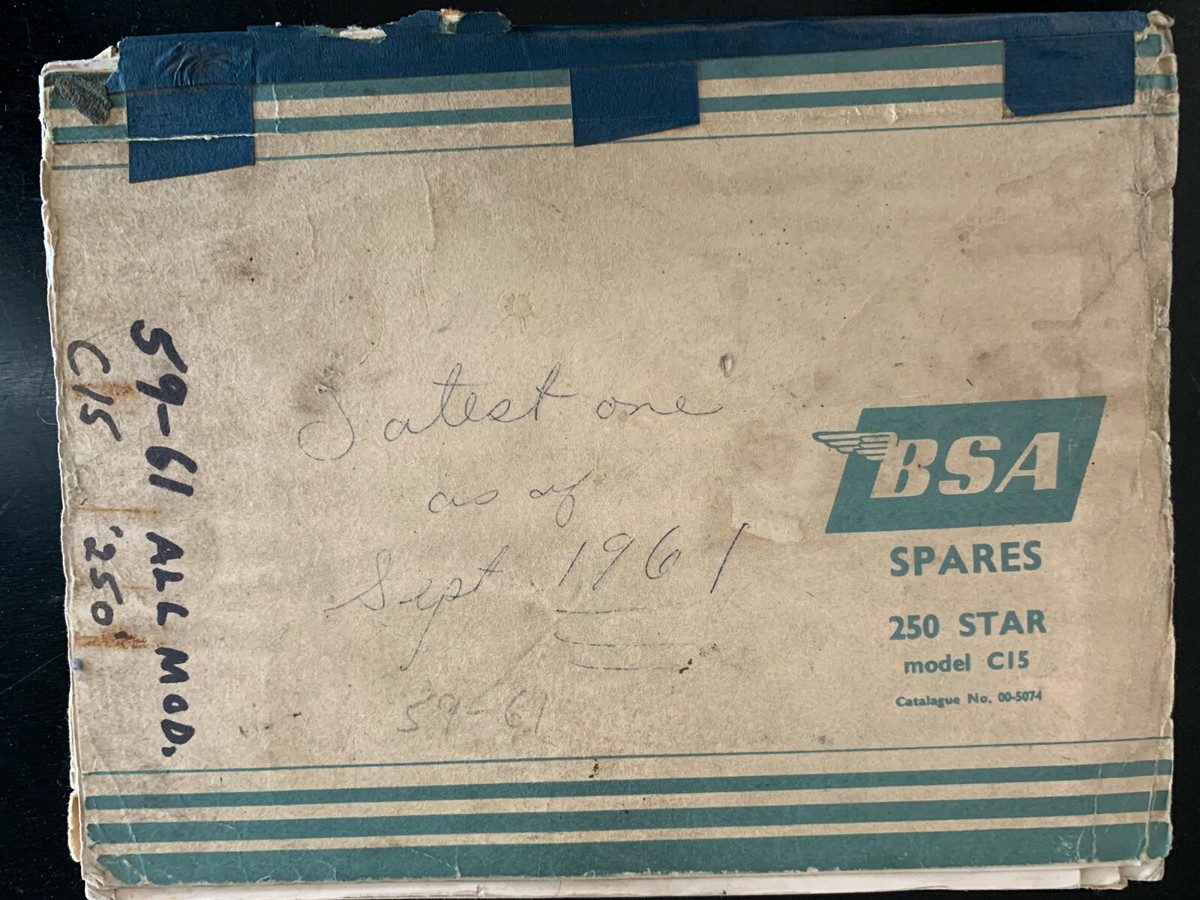 59-61 ALL MOD.
C15 '250'
Latest one
as of
Sept 1961
59-61
BSA
SPARES
250 STAR
model C15
Catalague No. 00-5074